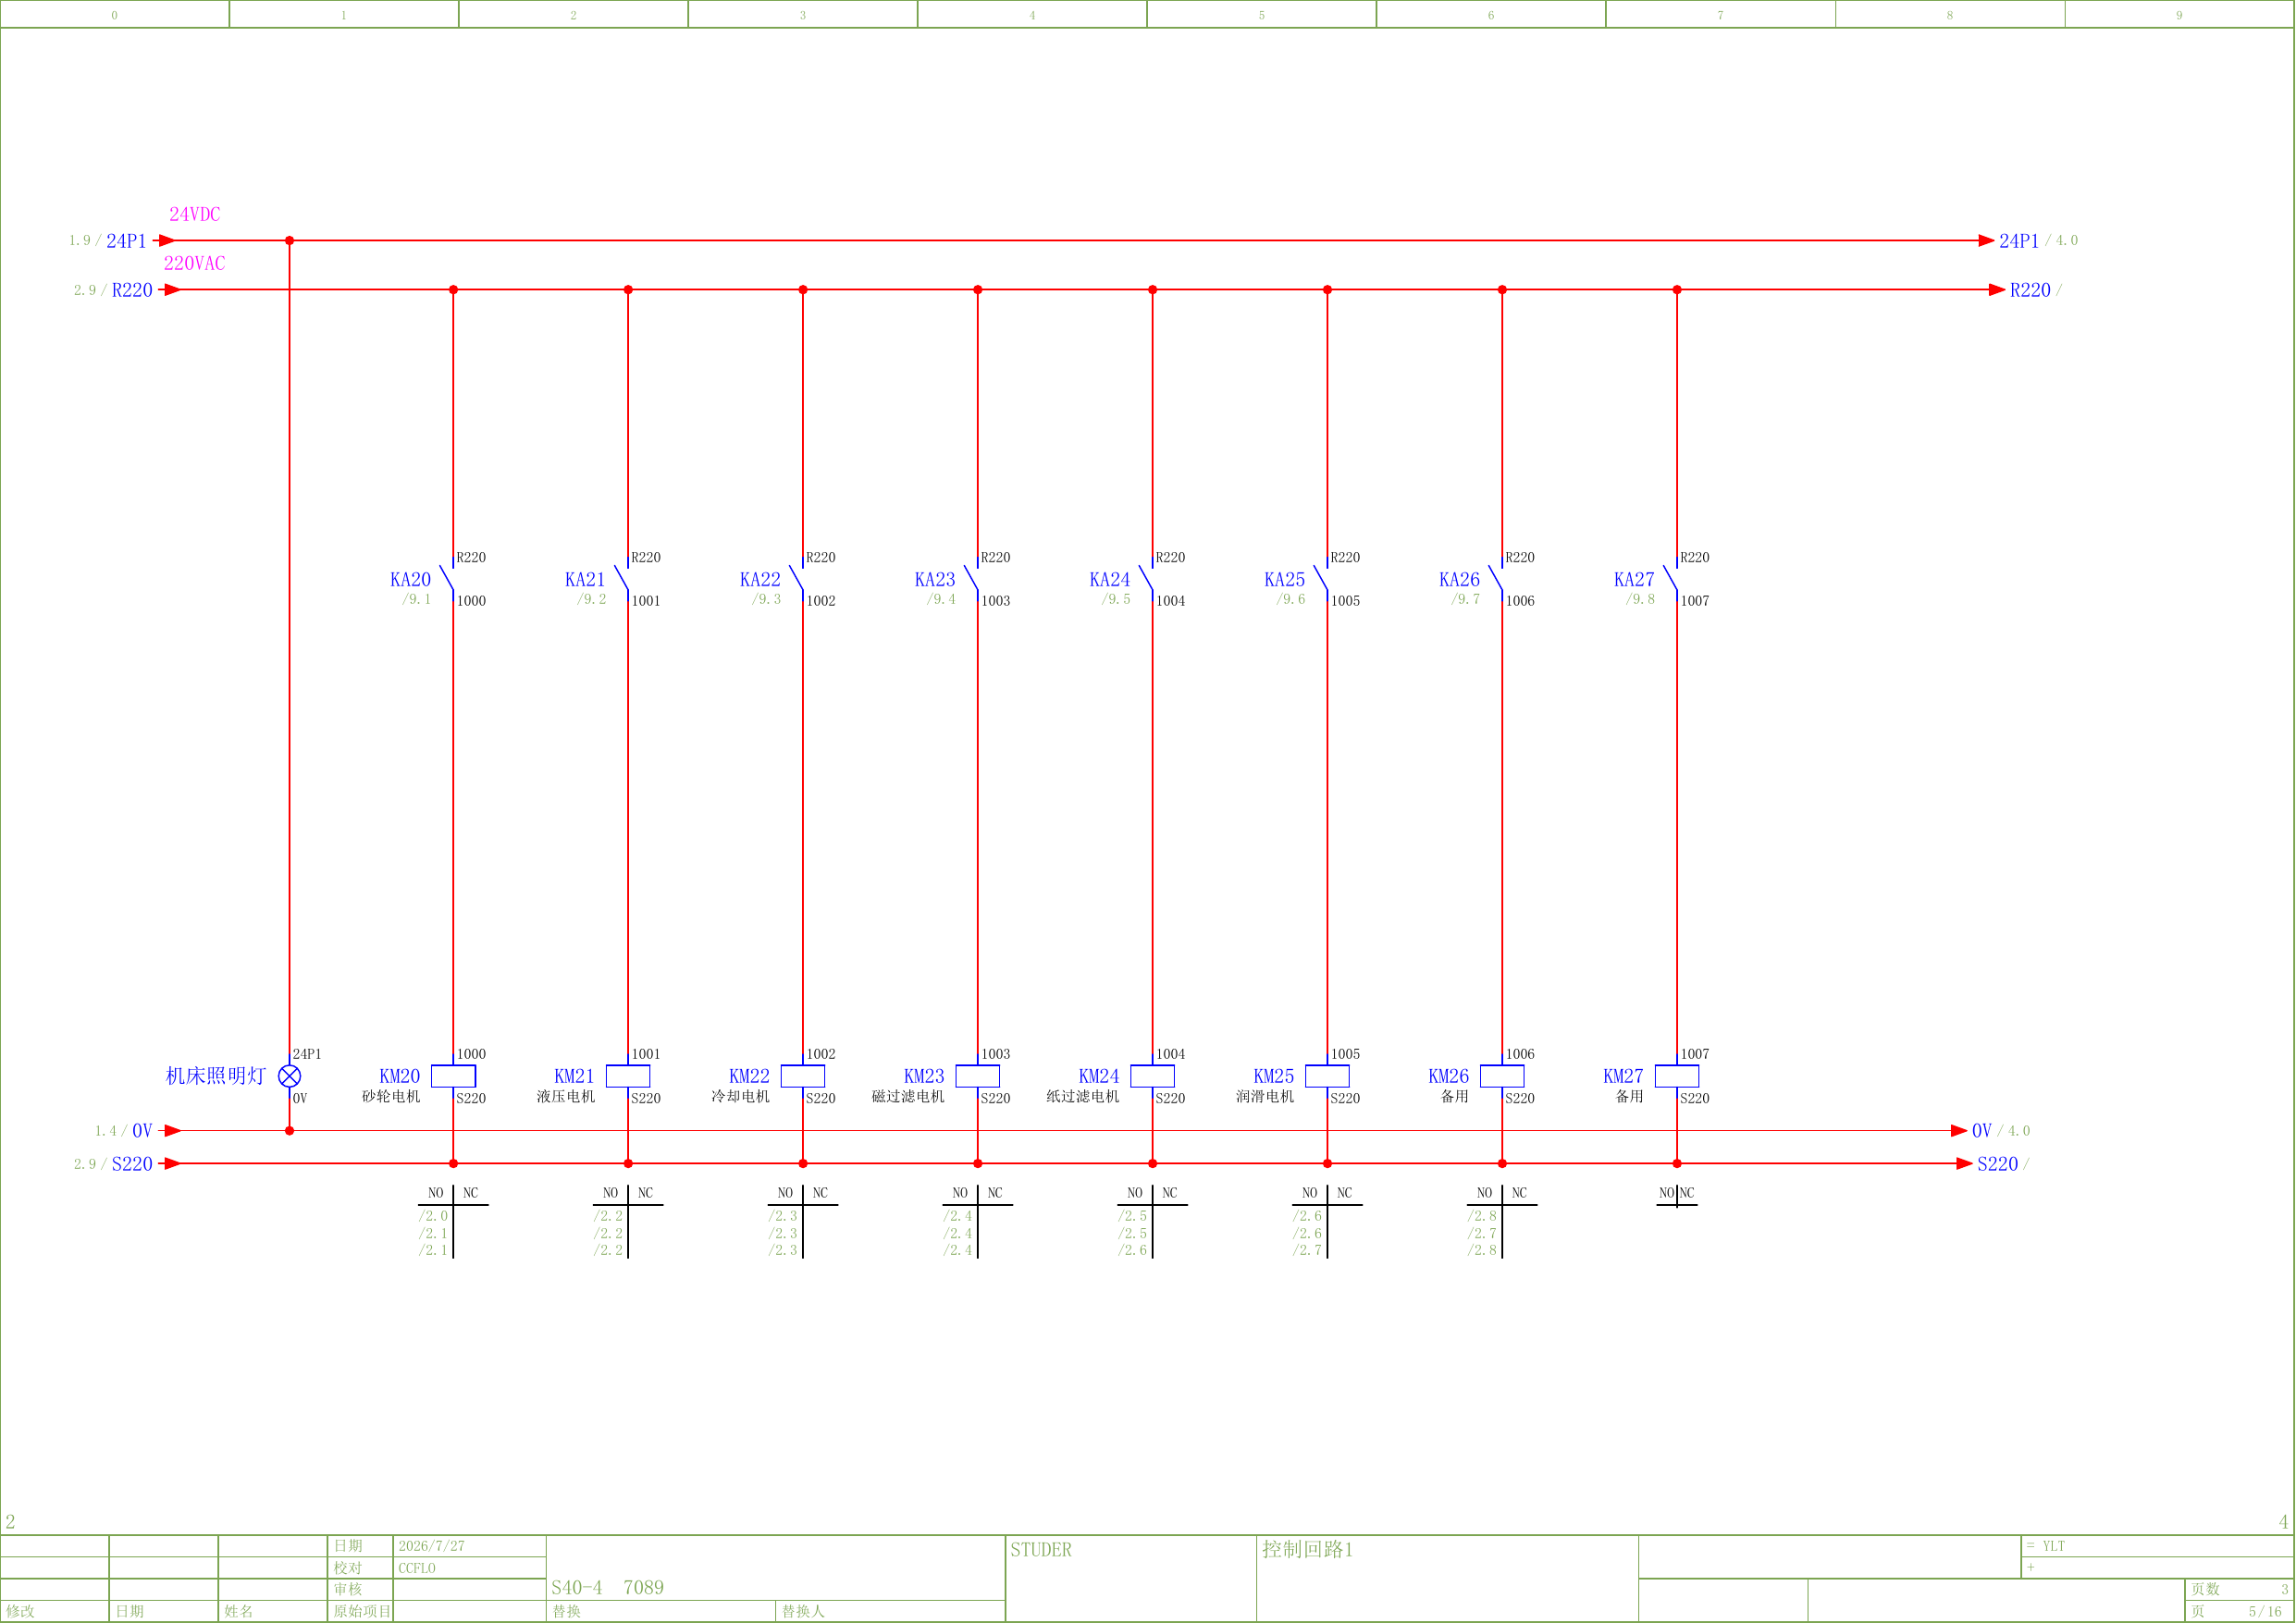 0 1 2 3 4 5 6 7 8 9
24VDC
1.9/ 24P1 24P1 /4.0
220VAC
2.9/ R220 R220 /
R220 R220 R220 R220 R220 R220 R220 R220
KA20 KA21 KA22 KA23 KA24 KA25 KA26 KA27
/9.1 1000 /9.2 1001 /9.3 1002 /9.4 1003 /9.5 1004 /9.6 1005 /9.7 1006 /9.8 1007
24P1 1000 1001 1002 1003 1004 1005 1006 1007
机床照明灯 KM20 KM21 KM22 KM23 KM24 KM25 KM26 KM27
0V 砂轮电机 S220 液压电机 S220 冷却电机 S220 磁过滤电机 S220 纸过滤电机 S220 润滑电机 S220 备用 S220 备用 S220
1.4/ 0V 0V /4.0
2.9/ S220 S220 /
NO NC NO NC NO NC NO NC NO NC NO NC NO NC NO NC
/2.0 /2.2 /2.3 /2.4 /2.5 /2.6 /2.8
/2.1 /2.2 /2.3 /2.4 /2.5 /2.6 /2.7
/2.1 /2.2 /2.3 /2.4 /2.6 /2.7 /2.8
2 4
日期 2026/7/27 STUDER 控制回路1 = YLT
校对 CCFLO +
审核 S40-4 7089 页数 3
修改 日期 姓名 原始项目 替换 替换人 页 5/16